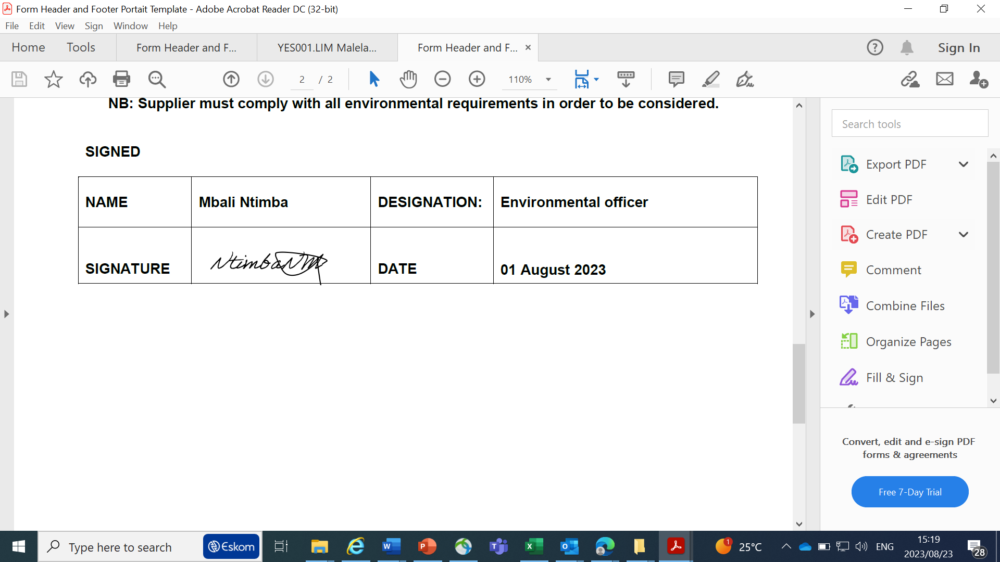 Form Header and Footer Portait Template - Adobe Acrobat Reader DC (32-bit)
File Edit View Sign Window Help
Home Tools Form Header and F... YES001.LIM Malela... Form Header and F... Sign In
2 / 2 110%
NB: Supplier must comply with all environmental requirements in order to be considered.
SIGNED
NAME Mbali Ntimba DESIGNATION: Environmental officer
SIGNATURE NtimbaNM DATE 01 August 2023
Search tools
Export PDF
Edit PDF
Create PDF
Comment
Combine Files
Organize Pages
Fill & Sign
Convert, edit and e-sign PDF
forms & agreements
Free 7-Day Trial
Type here to search Eskom 1 25°C ENG 15:19
2023/08/23 28